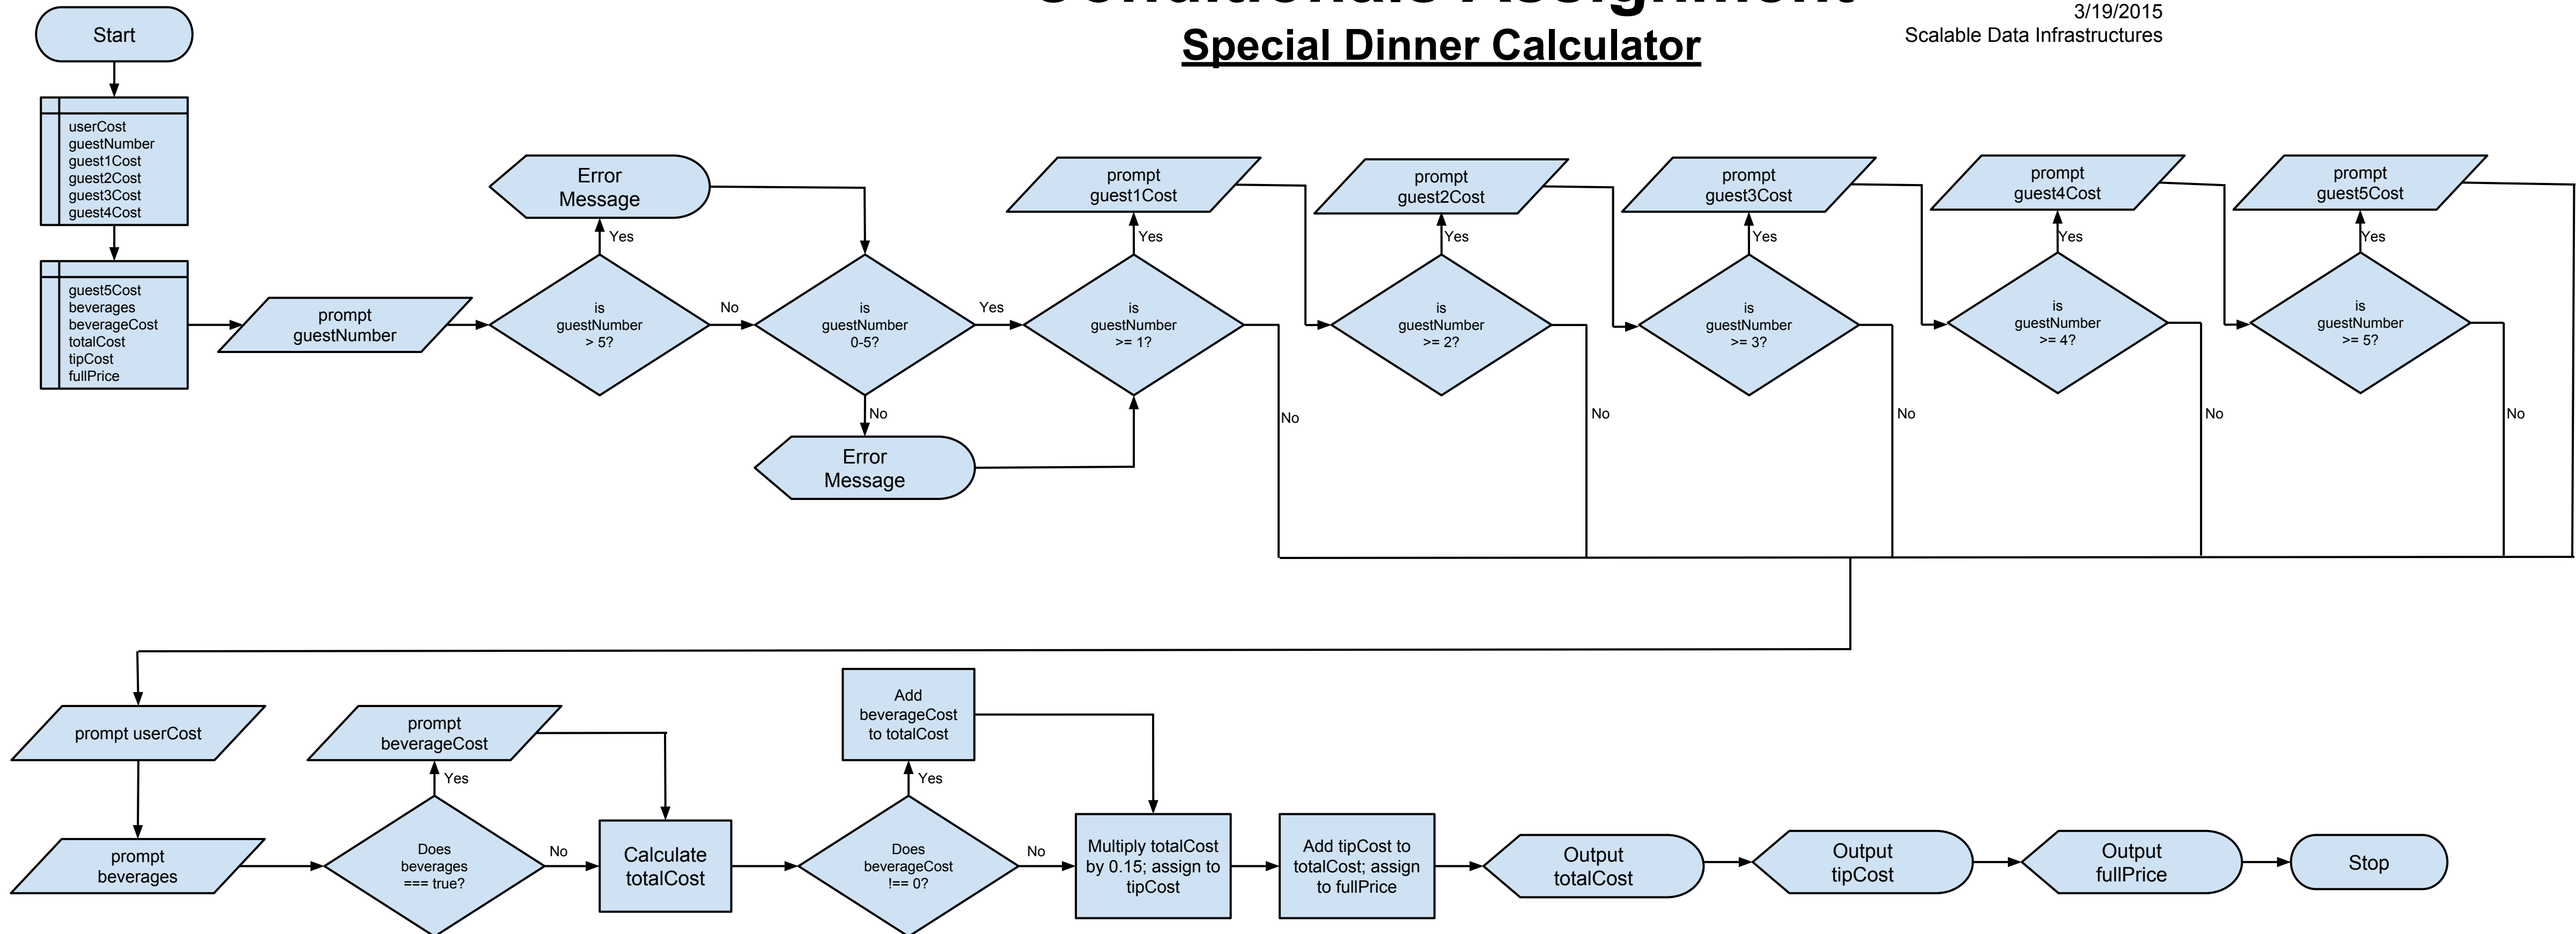 Conditionals Assignment
Special Dinner Calculator
3/19/2015
Scalable Data Infrastructures
Start
userCost
guestNumber
guest1Cost
guest2Cost
guest3Cost
guest4Cost
guest5Cost
beverages
beverageCost
totalCost
tipCost
fullPrice
prompt
guestNumber
is
guestNumber
> 5?
Yes
Error
Message
No
is
guestNumber
0-5?
No
Error
Message
Yes
is
guestNumber
>= 1?
Yes
prompt
guest1Cost
No
is
guestNumber
>= 2?
Yes
prompt
guest2Cost
No
is
guestNumber
>= 3?
Yes
prompt
guest3Cost
No
is
guestNumber
>= 4?
Yes
prompt
guest4Cost
No
is
guestNumber
>= 5?
Yes
prompt
guest5Cost
No
prompt userCost
prompt
beverages
Does
beverages
=== true?
Yes
prompt
beverageCost
No
Calculate
totalCost
Does
beverageCost
!== 0?
Yes
Add
beverageCost
to totalCost
No
Multiply totalCost
by 0.15; assign to
tipCost
Add tipCost to
totalCost; assign
to fullPrice
Output
totalCost
Output
tipCost
Output
fullPrice
Stop